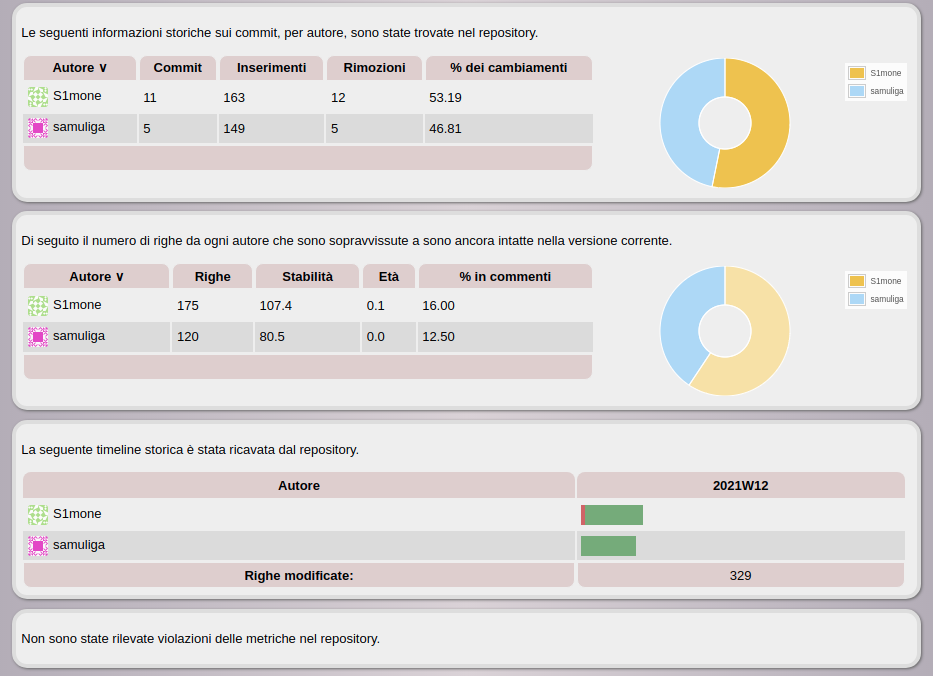 Le seguenti informazioni storiche sui commit, per autore, sono state trovate nel repository.
Autore ∨ Commit Inserimenti Rimozioni % dei cambiamenti
S1mone 11 163 12 53.19
samuliga 5 149 5 46.81
S1mone
samuliga
Di seguito il numero di righe da ogni autore che sono sopravvissute a sono ancora intatte nella versione corrente.
Autore ∨ Righe Stabilità Età % in commenti
S1mone 175 107.4 0.1 16.00
samuliga 120 80.5 0.0 12.50
S1mone
samuliga
La seguente timeline storica è stata ricavata dal repository.
Autore 2021W12
S1mone
samuliga
Righe modificate: 329
Non sono state rilevate violazioni delle metriche nel repository.